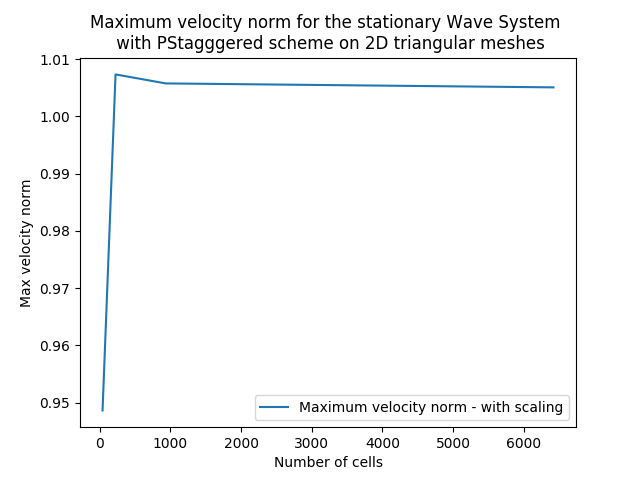 Maximum velocity norm for the stationary Wave System
with PStagggered scheme on 2D triangular meshes
1.01
1.00
0.99
0.98
0.97
0.96
0.95
Max velocity norm
Maximum velocity norm - with scaling
0 1000 2000 3000 4000 5000 6000
Number of cells